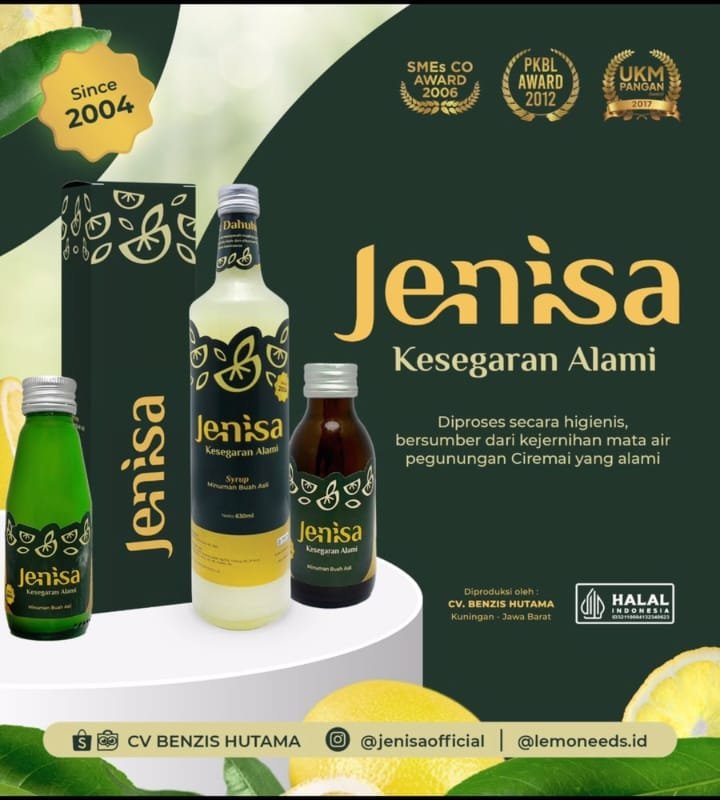 Since
2004
SMEs CO
AWARD
2006
PKBL
AWARD
2012
UKM
PANGAN
2017
Jenisa
Kesegaran Alami
Diproses secara higienis,
bersumber dari kejernihan mata air
pegunungan Ciremai yang alami
Jenisa
Jenisa
Kesegaran Alami
Syrup
Minuman Buah Asli
Netto 630ml
Jenisa
Kesegaran Alami
Minuman Buah Asli
Jenisa
Kesegaran Alami
Minuman Buah Asli
Diproduksi oleh :
CV. BENZIS HUTAMA
Kuningan - Jawa Barat
HALAL
INDONESIA
CV BENZIS HUTAMA
@jenisaofficial | @lemoneeds.id